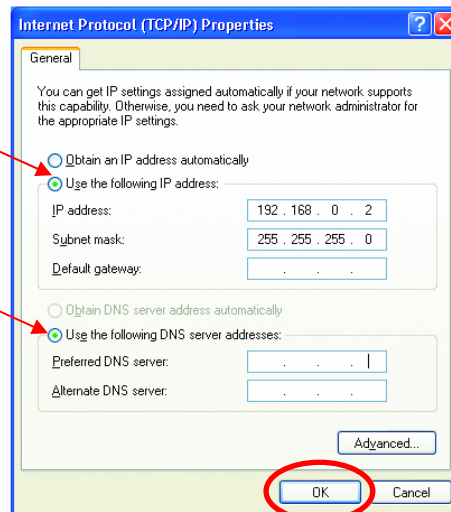 Internet Protocol (TCP/IP) Properties
General
You can get IP settings assigned automatically if your network supports
this capability. Otherwise, you need to ask your network administrator for
the appropriate IP settings.
Obtain an IP address automatically
Use the following IP address:
IP address: 192 . 168 . 0 . 2
Subnet mask: 255 . 255 . 255 . 0
Default gateway: . . .
Obtain DNS server address automatically
Use the following DNS server addresses:
Preferred DNS server: . . .
Alternate DNS server: . . .
Advanced...
OK Cancel